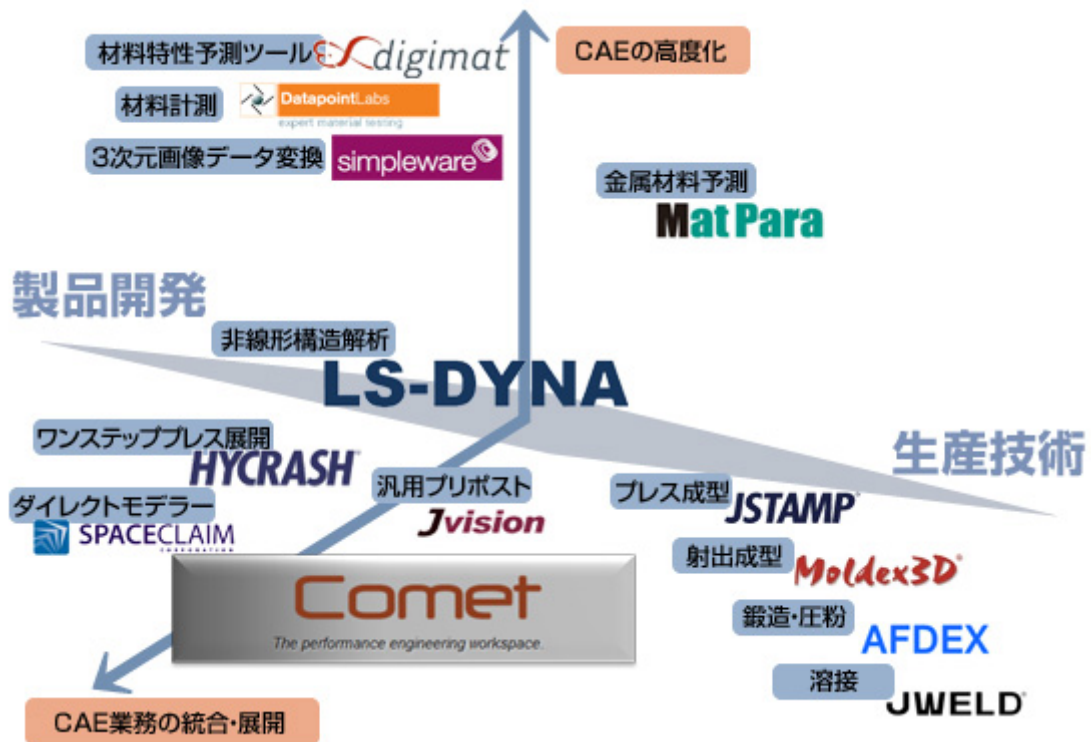 材料特性予測ツール
digimat
CAEの高度化
材料計測
DatapointLabs
expert material testing
3次元画像データ変換
simpleware
金属材料予測
Mat Para
製品開発
非線形構造解析
LS-DYNA
ワンステッププレス展開
HYCRASH
生産技術
汎用プリポスト
Jvision
プレス成型
JSTAMP
ダイレクトモデラー
SPACECLAIM
CORPORATION
射出成型
Moldex3D
Comet
The performance engineering workspace.
鍛造・圧粉
AFDEX
溶接
JWELD
CAE業務の統合・展開